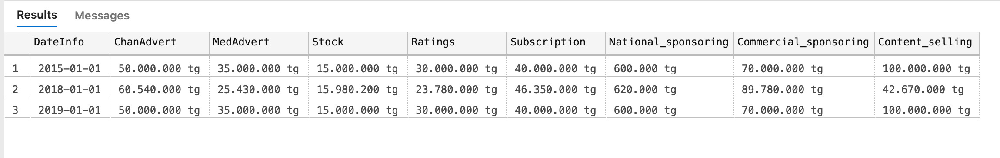 Results Messages
DateInfo ChanAdvert MedAdvert Stock Ratings Subscription National_sponsoring Commercial_sponsoring Content_selling
1 2015-01-01 50.000.000 tg 35.000.000 tg 15.000.000 tg 30.000.000 tg 40.000.000 tg 600.000 tg 70.000.000 tg 100.000.000 tg
2 2018-01-01 60.540.000 tg 25.430.000 tg 15.980.200 tg 23.780.000 tg 46.350.000 tg 620.000 tg 89.780.000 tg 42.670.000 tg
3 2019-01-01 50.000.000 tg 35.000.000 tg 15.000.000 tg 30.000.000 tg 40.000.000 tg 600.000 tg 70.000.000 tg 100.000.000 tg